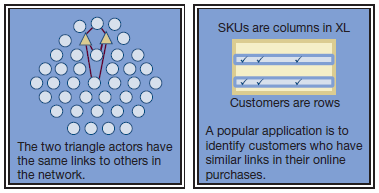 The two triangle actors have
the same links to others in
the network.
SKUs are columns in XL
Customers are rows
A popular application is to
identify customers who have
similar links in their online
purchases.